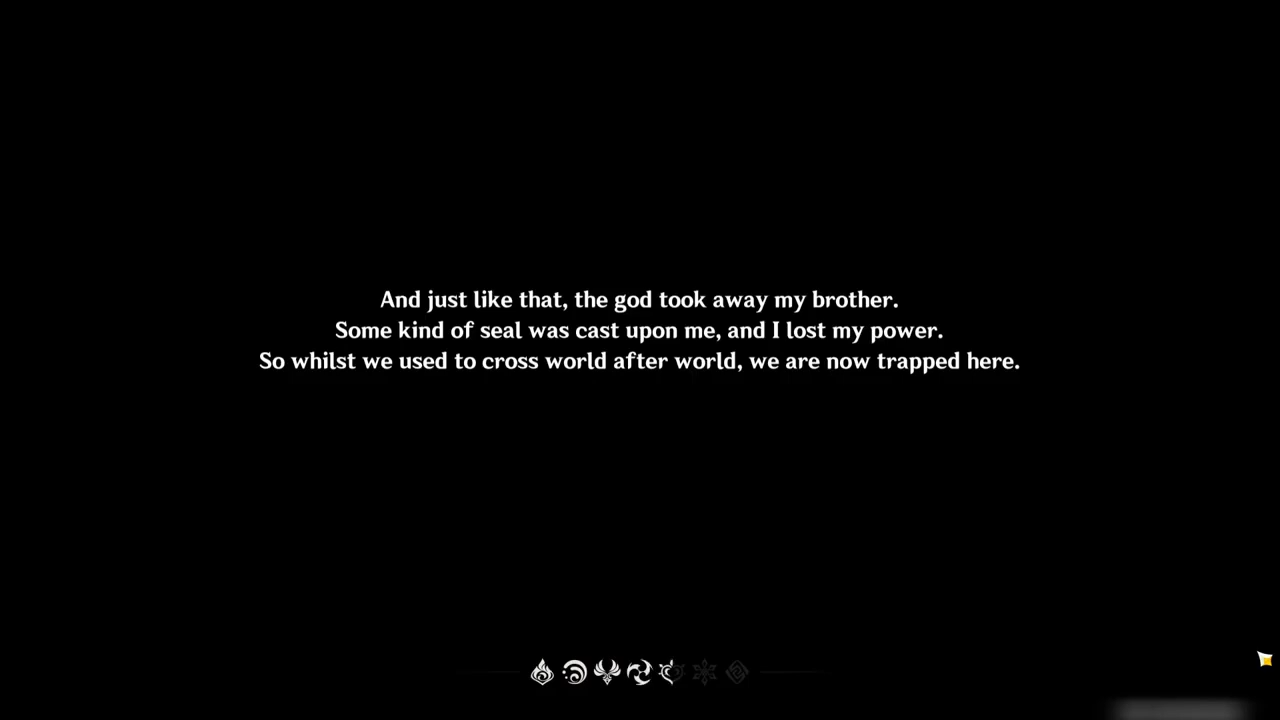 And just like that, the god took away my brother.
Some kind of seal was cast upon me, and I lost my power.
So whilst we used to cross world after world, we are now trapped here.